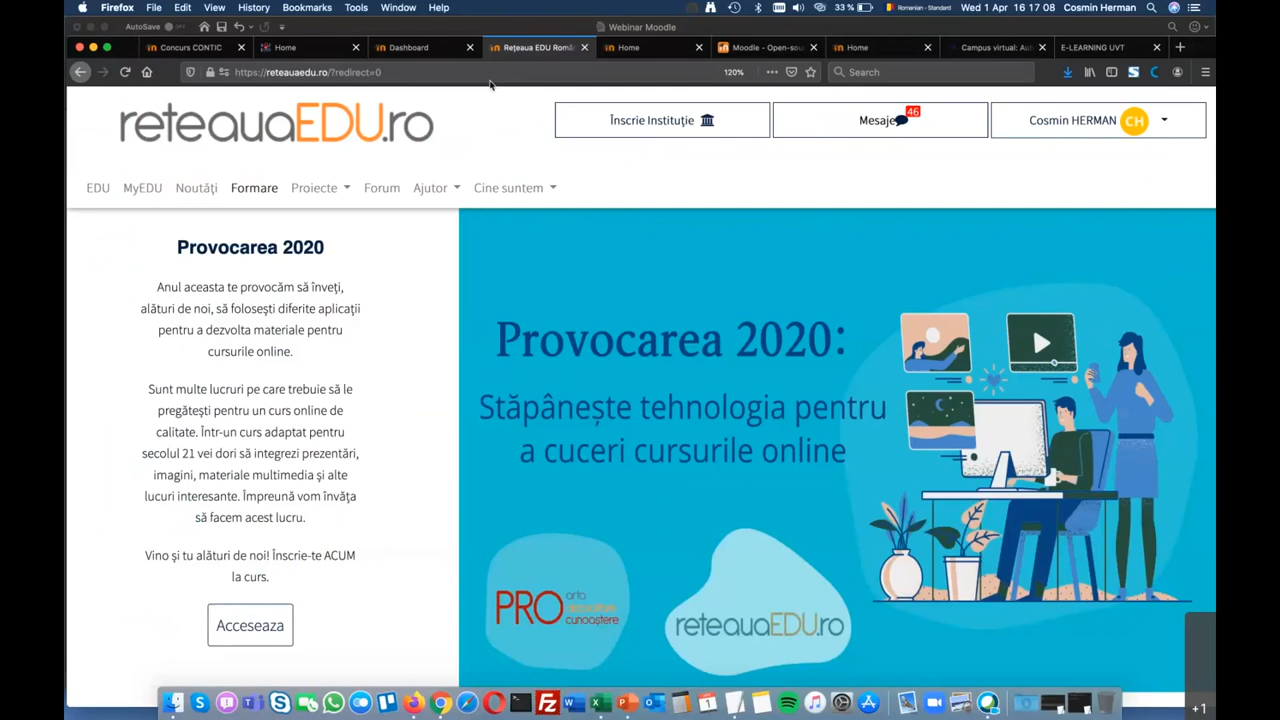 Firefox File Edit View History Bookmarks Tools Window Help 33 % Romanian - Standard Wed 1 Apr 16 17 08 Cosmin Herman
AutoSave Webinar Moodle
Concurs CONTIC Home Dashboard Rețeaua EDU Româ Home Moodle - Open-sou Home Campus virtual: Au E-LEARNING UVT
https://reteauaedu.ro/?redirect=0 120% Search
reteauaEDU.ro
Înscrie Instituție
Mesaje 46
Cosmin HERMAN CH
EDU MyEDU Noutăți Formare Proiecte Forum Ajutor Cine suntem
Provocarea 2020
Anul aceasta te provocăm să înveți,
alături de noi, să folosești diferite aplicații
pentru a dezvolta materiale pentru
cursurile online.
Sunt multe lucruri pe care trebuie să le
pregătești pentru un curs online de
calitate. Într-un curs adaptat pentru
secolul 21 vei dori să integrezi prezentări,
imagini, materiale multimedia și alte
lucruri interesante. Împreună vom învăța
să facem acest lucru.
Vino și tu alături de noi! Înscrie-te ACUM
la curs.
Acceseaza
Provocarea 2020:
Stăpânește tehnologia pentru
a cuceri cursurile online
PRO
cunoaștere
reteauaEDU.ro
+1